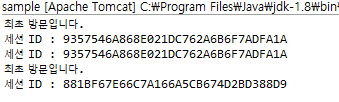 sample [Apache Tomcat] C:₩Program Files₩Java₩jdk-1.8₩bin₩
최초 방문입니다.
세션 ID : 9357546A868E021DC762A6B6F7ADFA1A
세션 ID : 9357546A868E021DC762A6B6F7ADFA1A
최초 방문입니다.
세션 ID : 881BF67E66C7A166A5CB674D2BD388D9